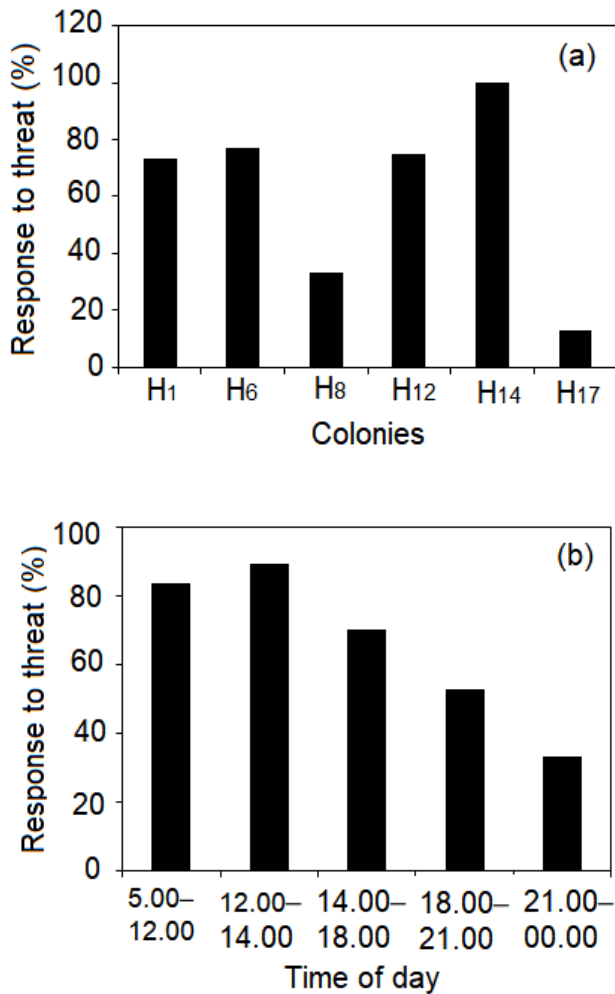 120
(a)
100
80
60
40
20
0
Response to threat (%)
H1 H6 H8 H12 H14 H17
Colonies
100
(b)
80
60
40
20
0
Response to threat (%)
5.00– 12.00– 14.00– 18.00– 21.00–
12.00 14.00 18.00 21.00 00.00
Time of day